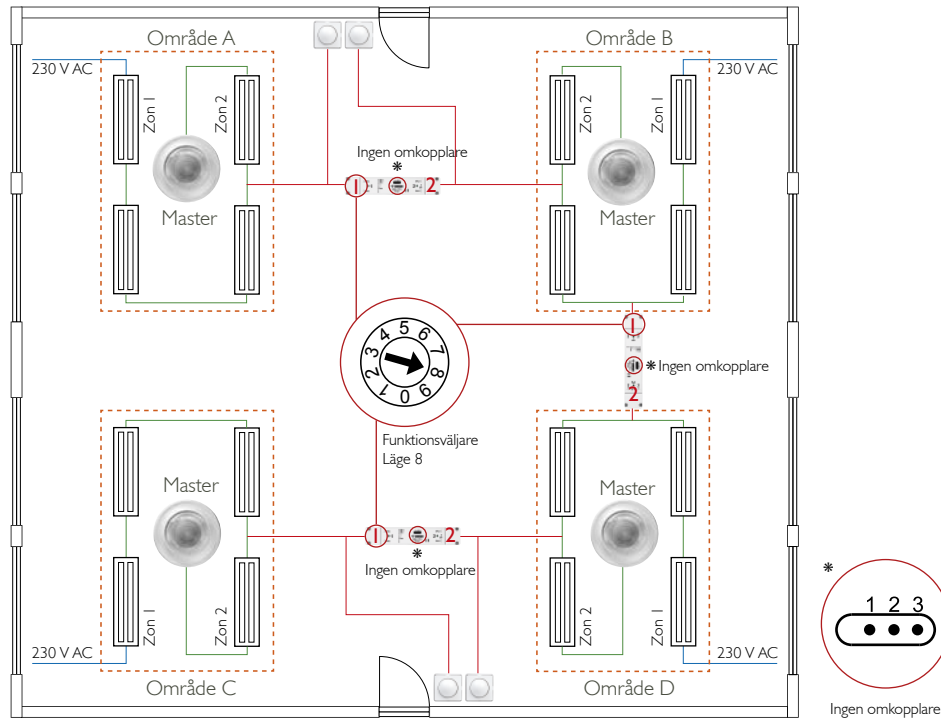 Område A
Område B
230 V AC
230 V AC
Zon 1
Zon 2
Zon 2
Zon 1
Ingen omkopplare
*
1
2
Master
Master
4 5 6
3 7
2 8
1 0 9
1
* Ingen omkopplare
2
Funktionsväljare
Läge 8
Master
Master
1
2
*
Ingen omkopplare
Zon 1
Zon 2
Zon 2
Zon 1
230 V AC
230 V AC
Område C
Område D
*
1 2 3
Ingen omkopplare